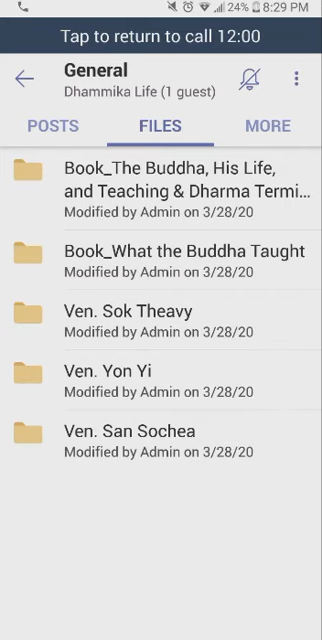 24% 8:29 PM
Tap to return to call 12:00
General
Dhammika Life (1 guest)
POSTS FILES MORE
Book_The Buddha, His Life,
and Teaching & Dharma Termi...
Modified by Admin on 3/28/20
Book_What the Buddha Taught
Modified by Admin on 3/28/20
Ven. Sok Theavy
Modified by Admin on 3/28/20
Ven. Yon Yi
Modified by Admin on 3/28/20
Ven. San Sochea
Modified by Admin on 3/28/20